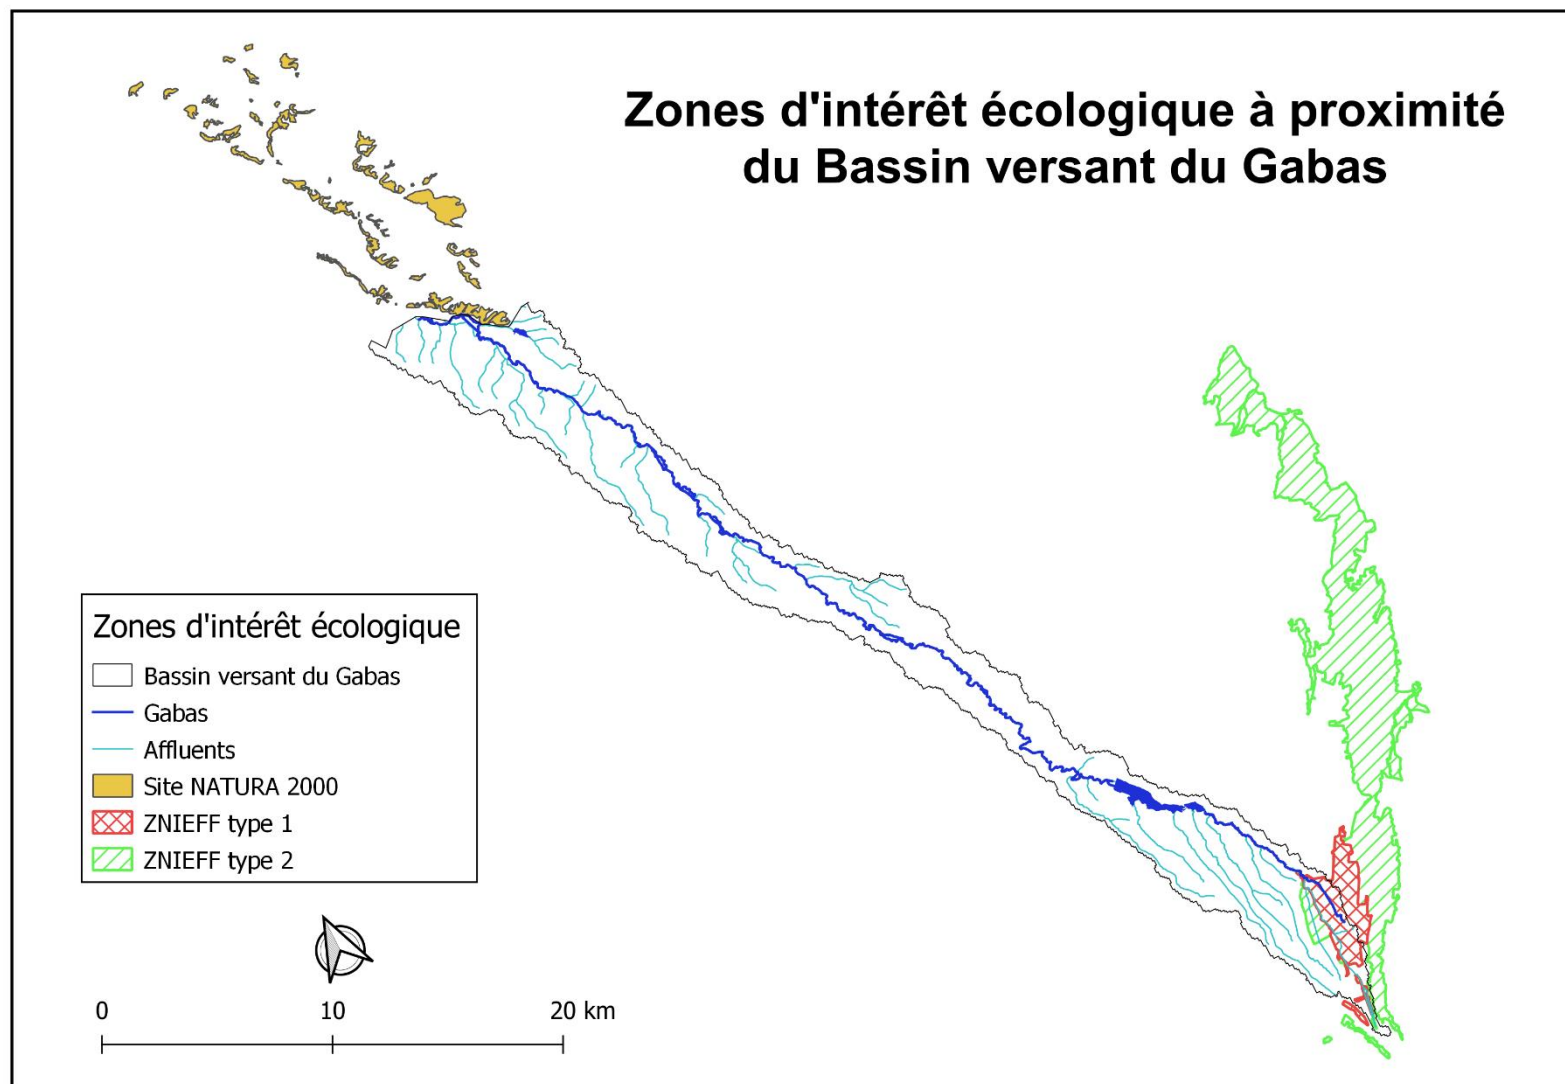 Zones d'intérêt écologique à proximité
du Bassin versant du Gabas
Zones d'intérêt écologique
Bassin versant du Gabas
Gabas
Affluents
Site NATURA 2000
ZNIEFF type 1
ZNIEFF type 2
0 10 20 km